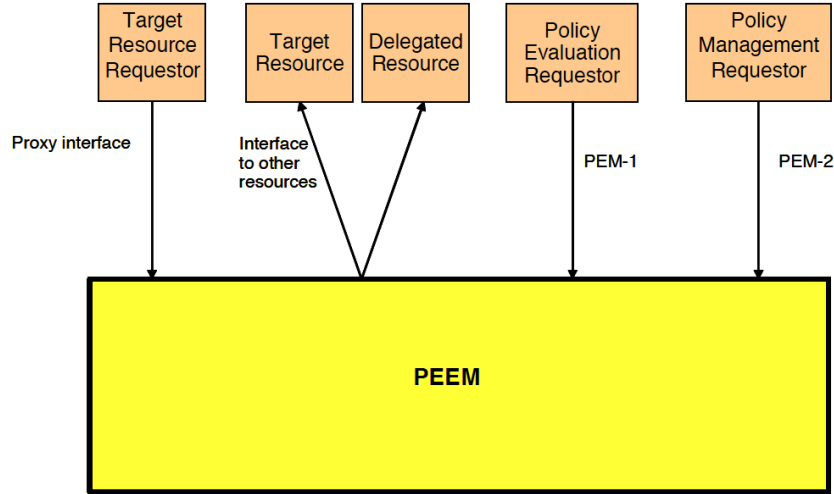 Target
Resource
Requestor
Target
Resource
Delegated
Resource
Policy
Evaluation
Requestor
Policy
Management
Requestor
Proxy interface
Interface
to other
resources
PEM-1
PEM-2
PEEM